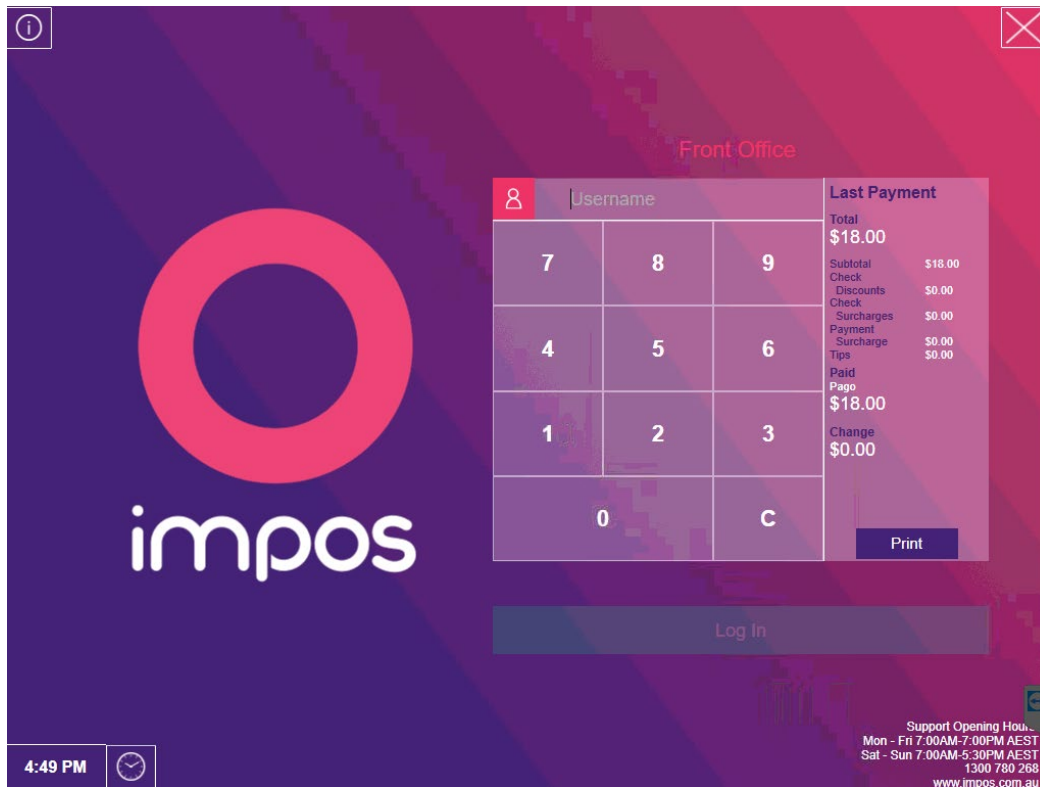 Front Office
Username
7 8 9
4 5 6
1 2 3
0 C
Last Payment
Total
$18.00
Subtotal $18.00
Check
Discounts $0.00
Check
Surcharges $0.00
Payment
Surcharge $0.00
Tips $0.00
Paid
Pago
$18.00
Change
$0.00
Print
Log In
impos
4:49 PM
Support Opening
Mon - Fri 7:00AM-7:00PM AEST
Sat - Sun 7:00AM-5:30PM AEST
1300 780 268
www.impos.com.au